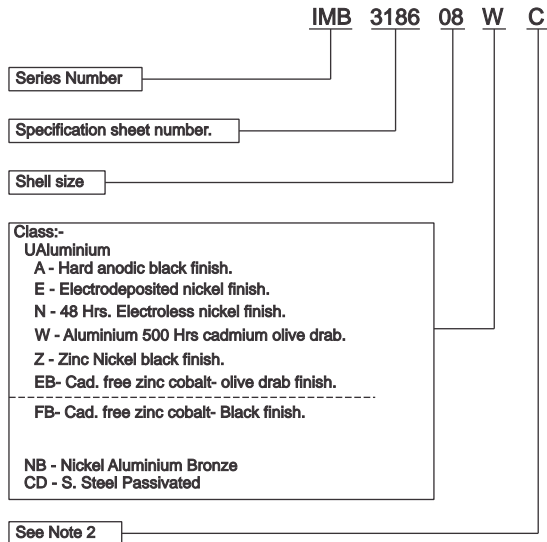 IMB 3186 08 W C
Series Number
Specification sheet number.
Shell size
Class:-
UAluminium
A - Hard anodic black finish.
E - Electrodeposited nickel finish.
N - 48 Hrs. Electroless nickel finish.
W - Aluminium 500 Hrs cadmium olive drab.
Z - Zinc Nickel black finish.
EB- Cad. free zinc cobalt- olive drab finish.
FB- Cad. free zinc cobalt- Black finish.
NB - Nickel Aluminium Bronze
CD - S. Steel Passivated
See Note 2